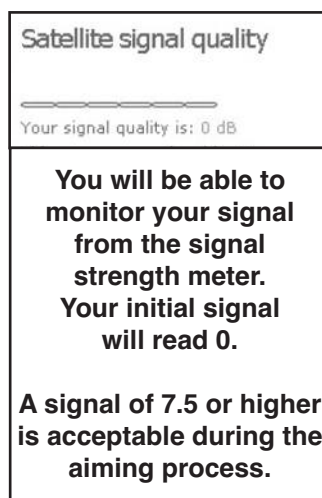 Satellite signal quality
Your signal quality is: 0 dB
You will be able to
monitor your signal
from the signal
strength meter.
Your initial signal
will read 0.
A signal of 7.5 or higher
is acceptable during the
aiming process.